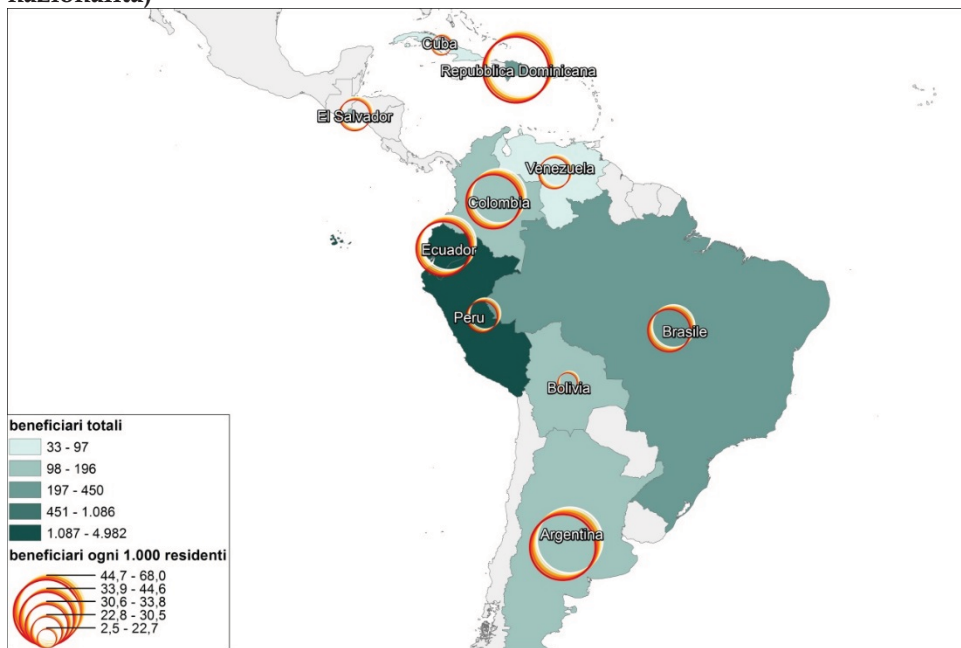 nazionalità)
Cuba
Repubblica Dominicana
El Salvador
Venezuela
Colombia
Ecuador
Peru
Brasile
Bolivia
Argentina
beneficiari totali
33 - 97
98 - 196
197 - 450
451 - 1.086
1.087 - 4.982
beneficiari ogni 1.000 residenti
44,7 - 68,0
33,9 - 44,6
30,6 - 33,8
22,8 - 30,5
2,5 - 22,7